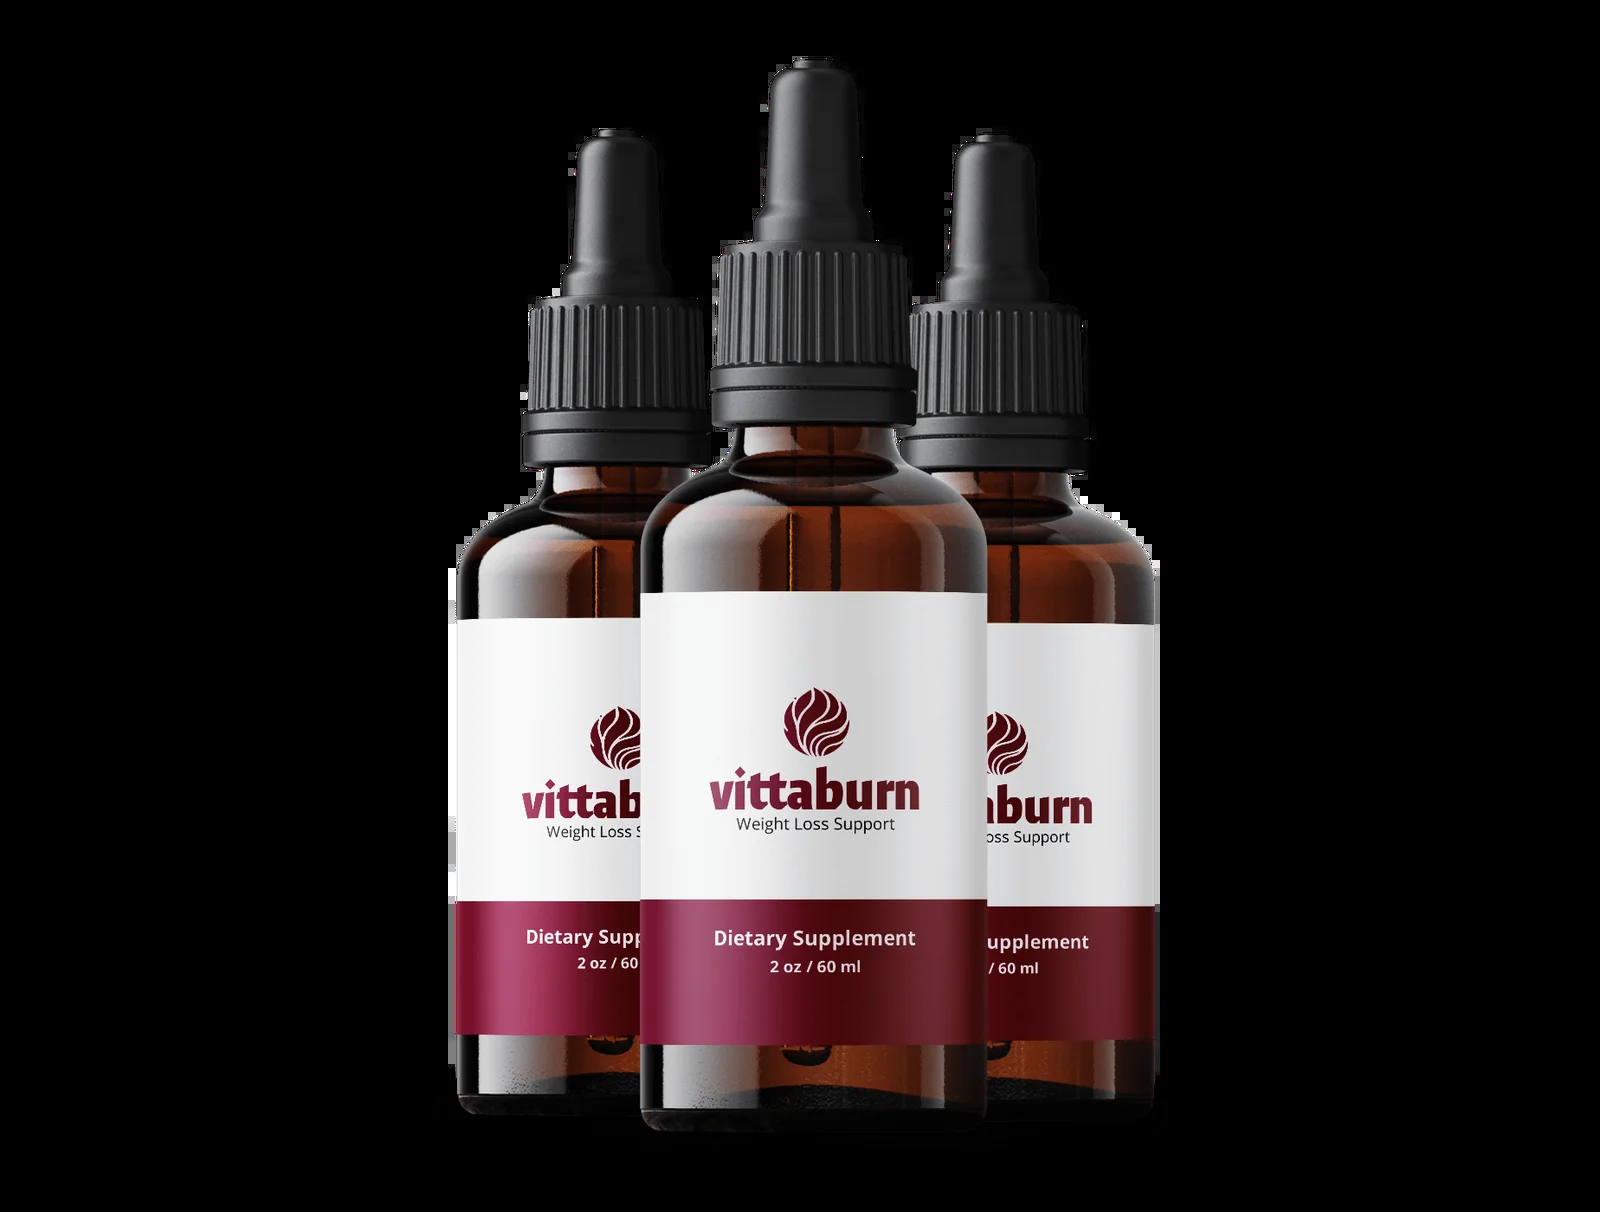 vittaburn
Weight Loss Support
Dietary Supplement
2 oz / 60 ml
vittab
Weight Loss S
Dietary Supp
2 oz / 60
aburn
oss Support
upplement
/ 60 ml